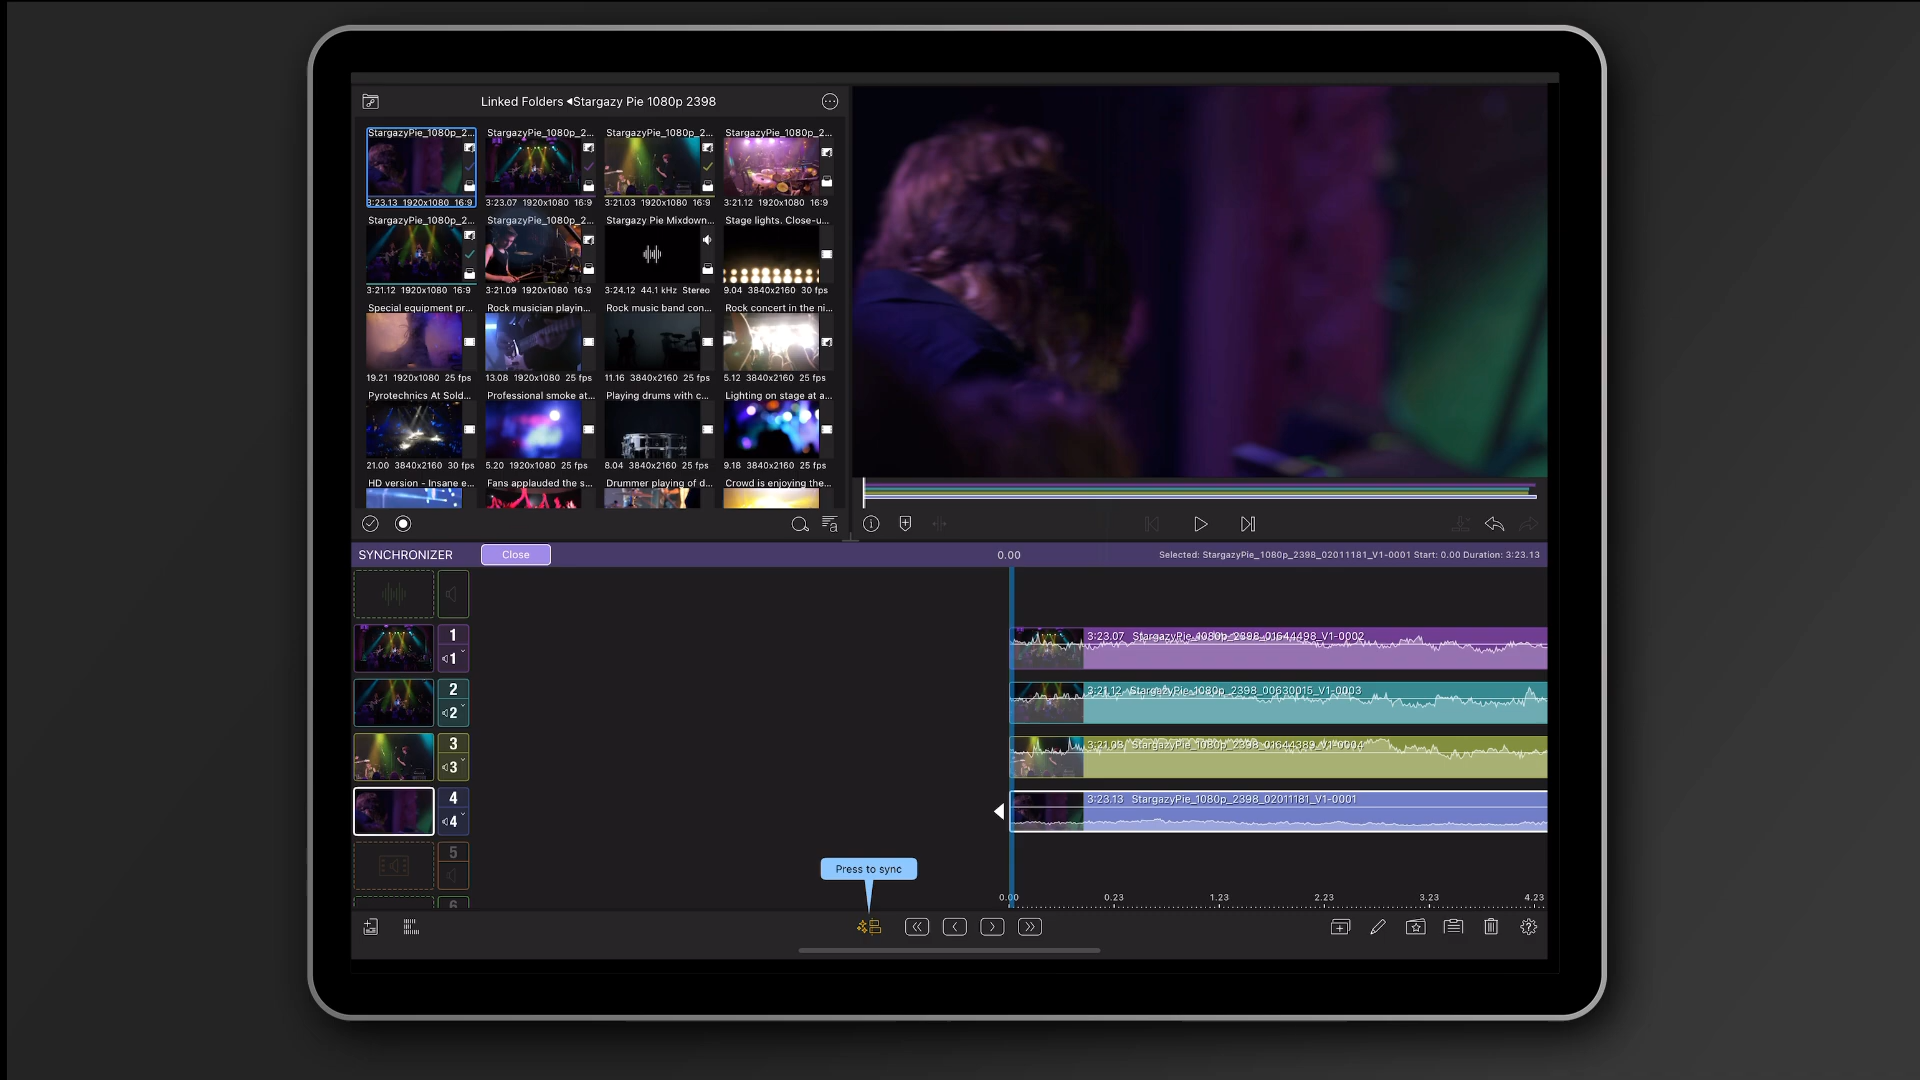 Linked Folders ◂Stargazy Pie 1080p 2398
StargazyPie_1080p_2... StargazyPie_1080p_2... StargazyPie_1080p_2... StargazyPie_1080p_2...
3:23.13 1920x1080 16:9 3:23.07 1920x1080 16:9 3:21.03 1920x1080 16:9 3:21.12 1920x1080 16:9
StargazyPie_1080p_2... StargazyPie_1080p_2... Stargazy Pie Mixdown... Stage lights. Close-u...
3:21.12 1920x1080 16:9 3:21.09 1920x1080 16:9 3:24.12 44.1 kHz Stereo 9.04 3840x2160 30 fps
Special equipment pr... Rock musician playin... Rock music band con... Rock concert in the ni...
19.21 1920x1080 25 fps 13.08 1920x1080 25 fps 11.16 3840x2160 25 fps 5.12 3840x2160 25 fps
Pyrotechnics At Sold... Professional smoke at... Playing drums with c... Lighting on stage at a...
21.00 3840x2160 30 fps 5.20 1920x1080 25 fps 8.04 3840x2160 25 fps 9.18 3840x2160 25 fps
HD version - Insane e... Fans applauded the s... Drummer playing of d... Crowd is enjoying the...
SYNCHRONIZER Close 0.00 Selected: StargazyPie_1080p_2398_02011181_V1-0001 Start: 0.00 Duration: 3:23.13
1
1
3:23.07 StargazyPie_1080p_2398_01644498_V1-0002
2
2
3:21.12 StargazyPie_1080p_2398_00630015_V1-0003
3
3
3:21.03 StargazyPie_1080p_2398_01644389_V1-0004
4
4
3:23.13 StargazyPie_1080p_2398_02011181_V1-0001
5
Press to sync
6
0.00 0.23 1.23 2.23 3.23 4.23